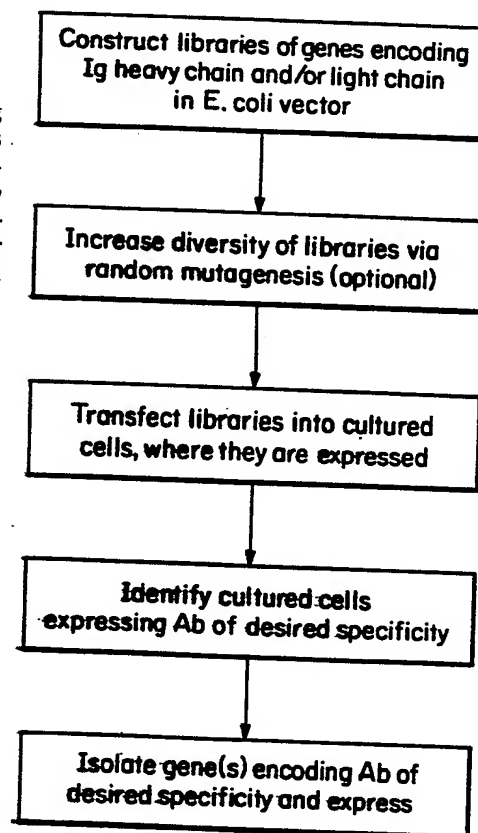 Construct libraries of genes encoding
Ig heavy chain and/or light chain
in E. coli vector
Increase diversity of libraries via
random mutagenesis (optional)
Transfect libraries into cultured
cells, where they are expressed
Identify cultured cells
expressing Ab of desired specificity
Isolate gene(s) encoding Ab of
desired specificity and express